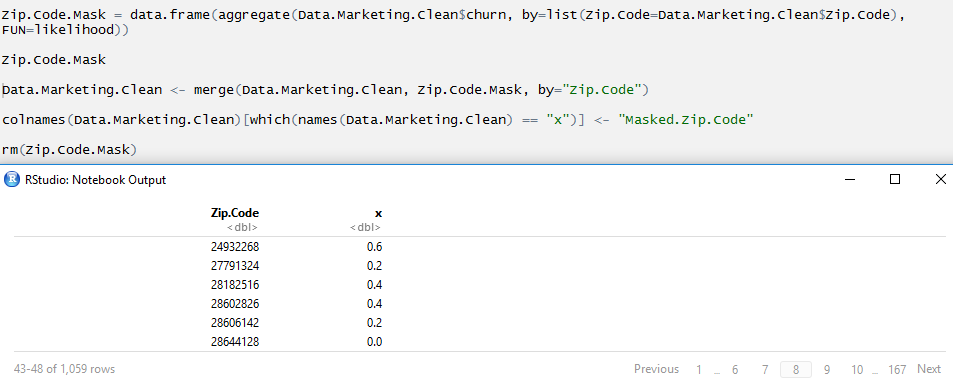 Zip.Code.Mask = data.frame(aggregate(Data.Marketing.Clean$churn, by=list(Zip.Code=Data.Marketing.Clean$Zip.Code),
FUN=likelihood))
Zip.Code.Mask
Data.Marketing.Clean <- merge(Data.Marketing.Clean, Zip.Code.Mask, by="Zip.Code")
colnames(Data.Marketing.Clean)[which(names(Data.Marketing.Clean) == "x")] <- "Masked.Zip.Code"
rm(Zip.Code.Mask)
R RStudio: Notebook Output
Zip.Code x
<dbl> <dbl>
24932268 0.6
27791324 0.2
28182516 0.4
28602826 0.4
28606142 0.2
28644128 0.0
43-48 of 1,059 rows Previous 1 ... 6 7 8 9 10 ... 167 Next